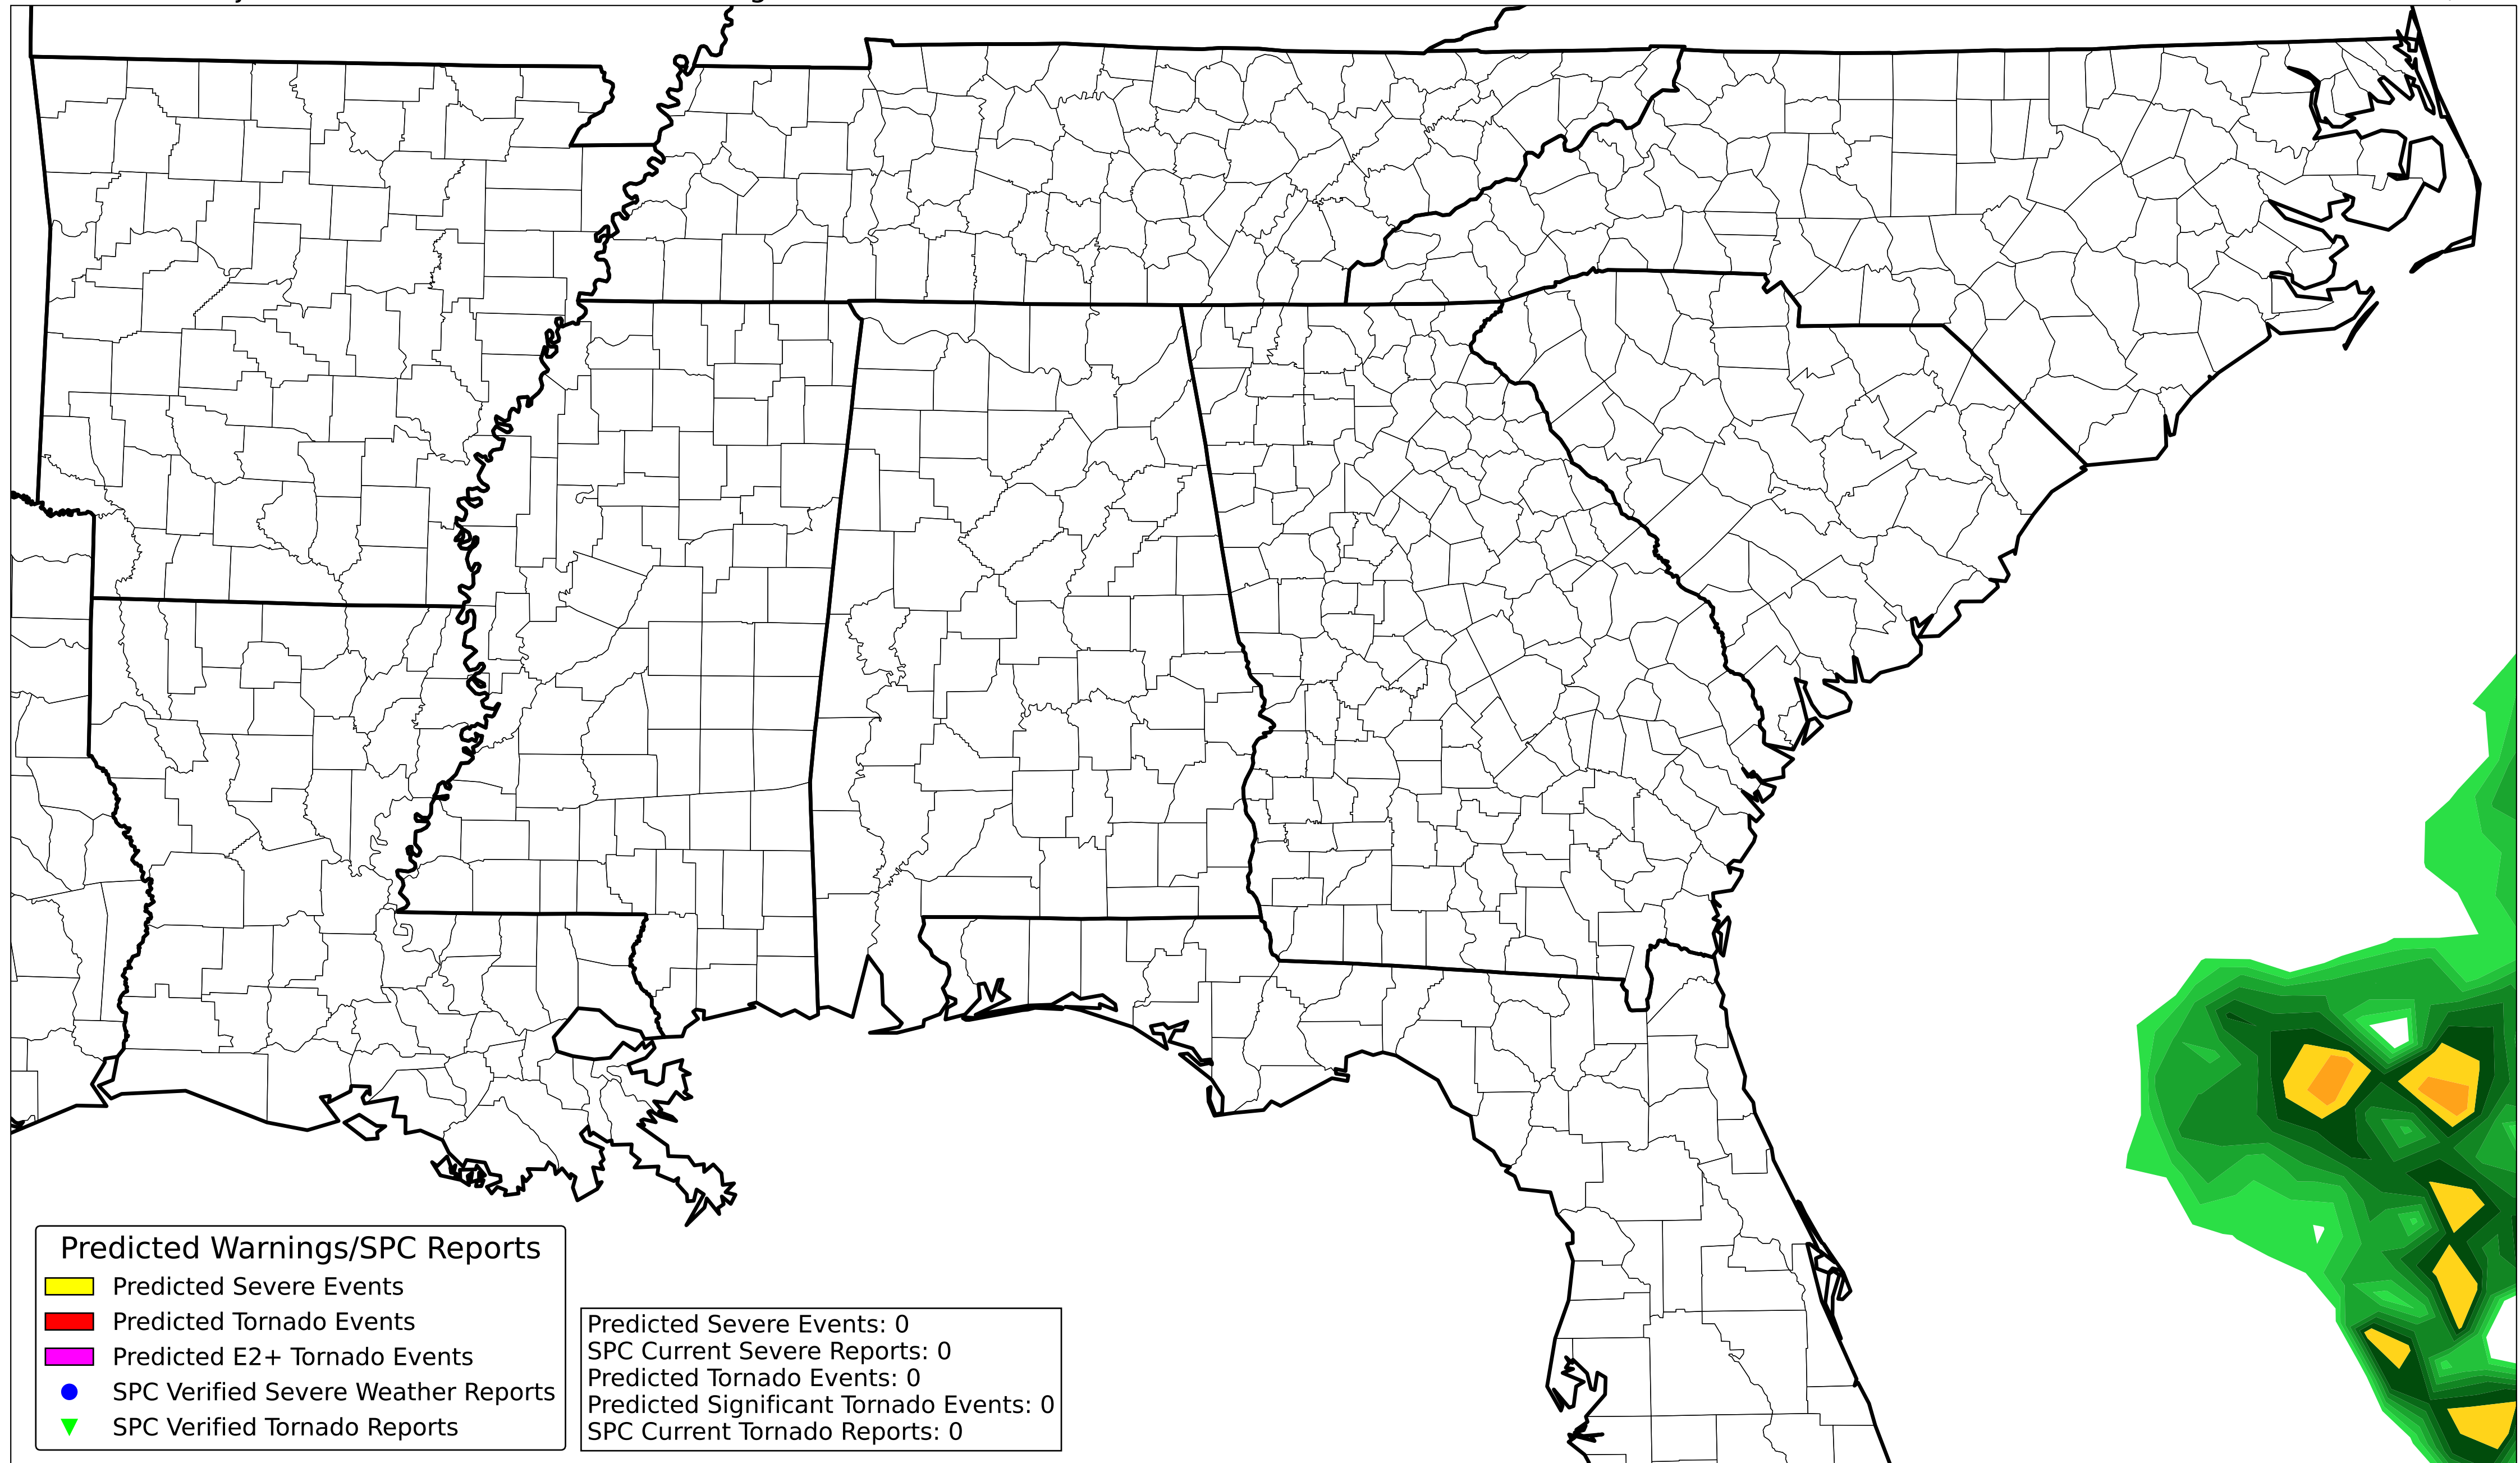 Predicted Warnings/SPC Reports
Predicted Severe Events
Predicted Tornado Events
Predicted E2+ Tornado Events
SPC Verified Severe Weather Reports
SPC Verified Tornado Reports
Predicted Severe Events: 0
SPC Current Severe Reports: 0
Predicted Tornado Events: 0
Predicted Significant Tornado Events: 0
SPC Current Tornado Reports: 0